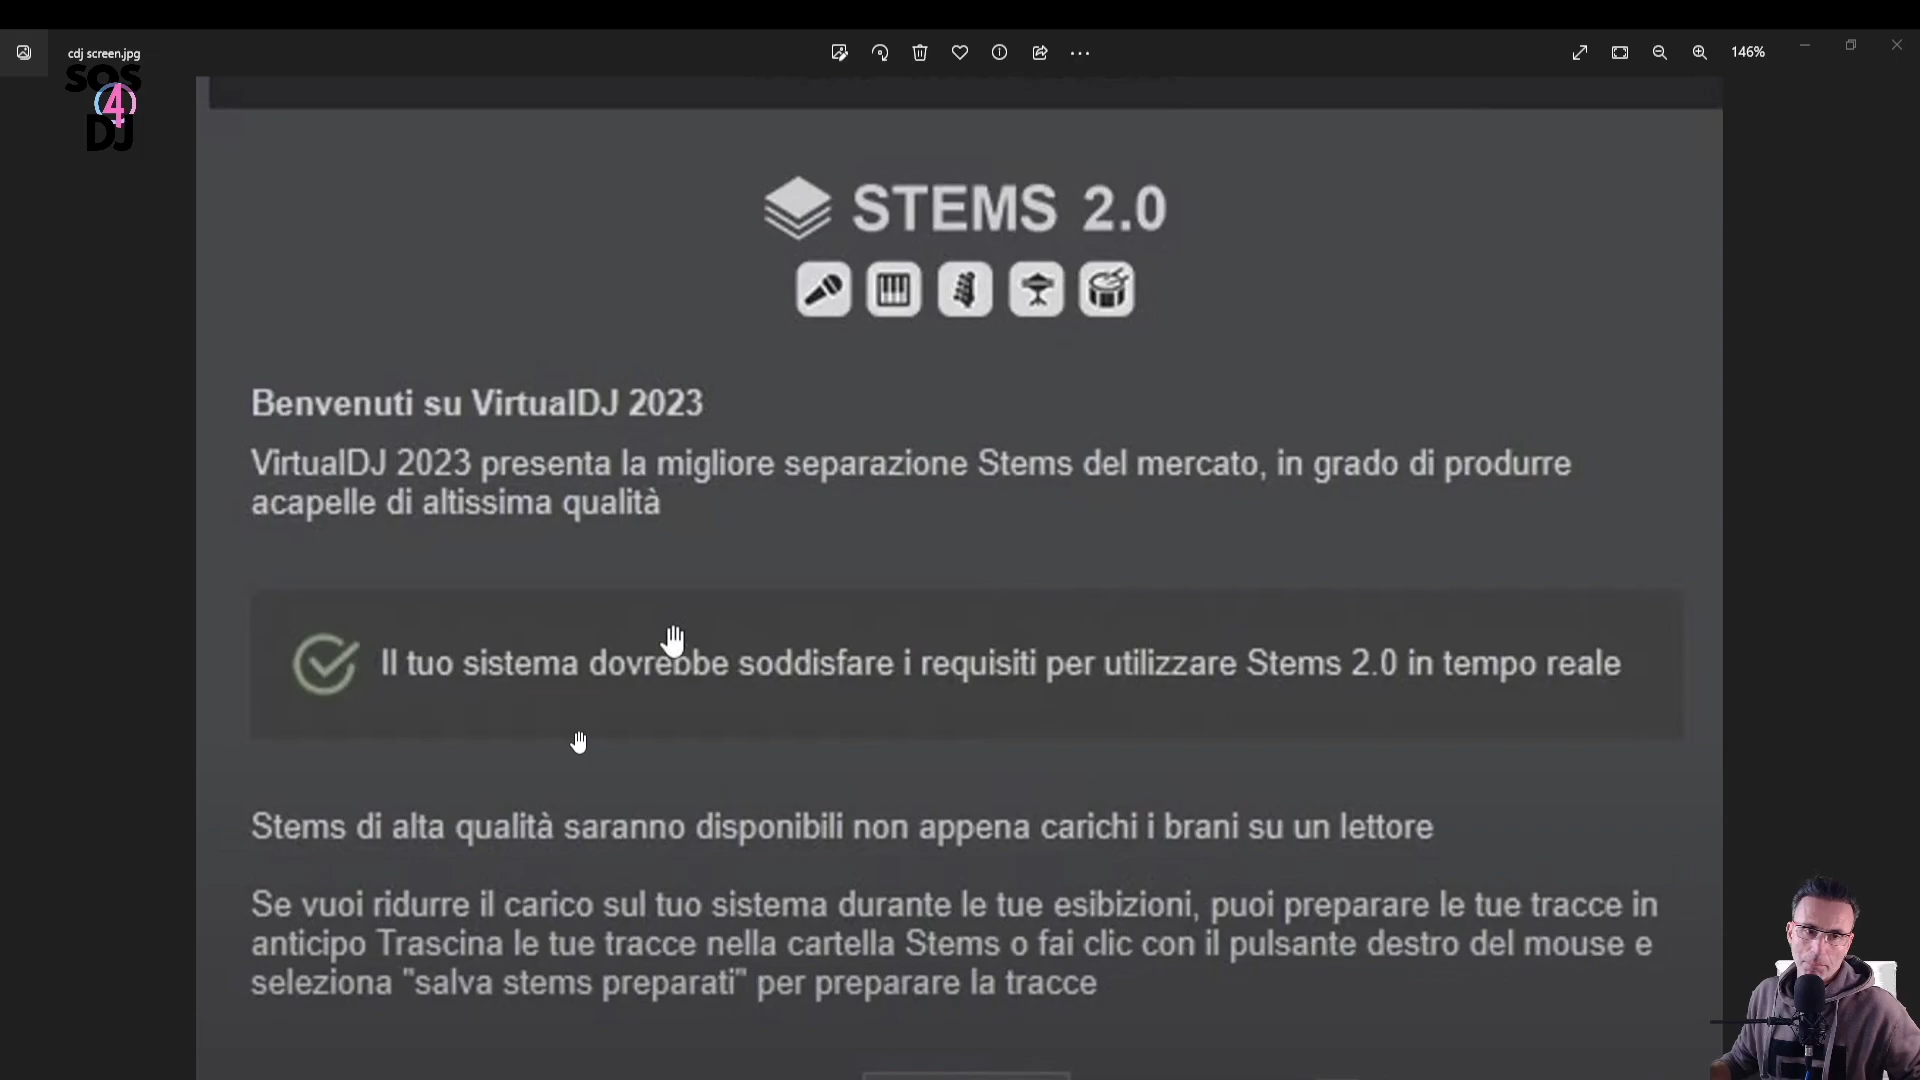 cdj screen.jpg
146%
SOS
4
DJ
STEMS 2.0
Benvenuti su VirtualDJ 2023
VirtualDJ 2023 presenta la migliore separazione Stems del mercato, in grado di produrre
acapelle di altissima qualità
Il tuo sistema dovrebbe soddisfare i requisiti per utilizzare Stems 2.0 in tempo reale
Stems di alta qualità saranno disponibili non appena carichi i brani su un lettore
Se vuoi ridurre il carico sul tuo sistema durante le tue esibizioni, puoi preparare le tue tracce in
anticipo Trascina le tue tracce nella cartella Stems o fai clic con il pulsante destro del mouse e
seleziona "salva stems preparati" per preparare la tracce